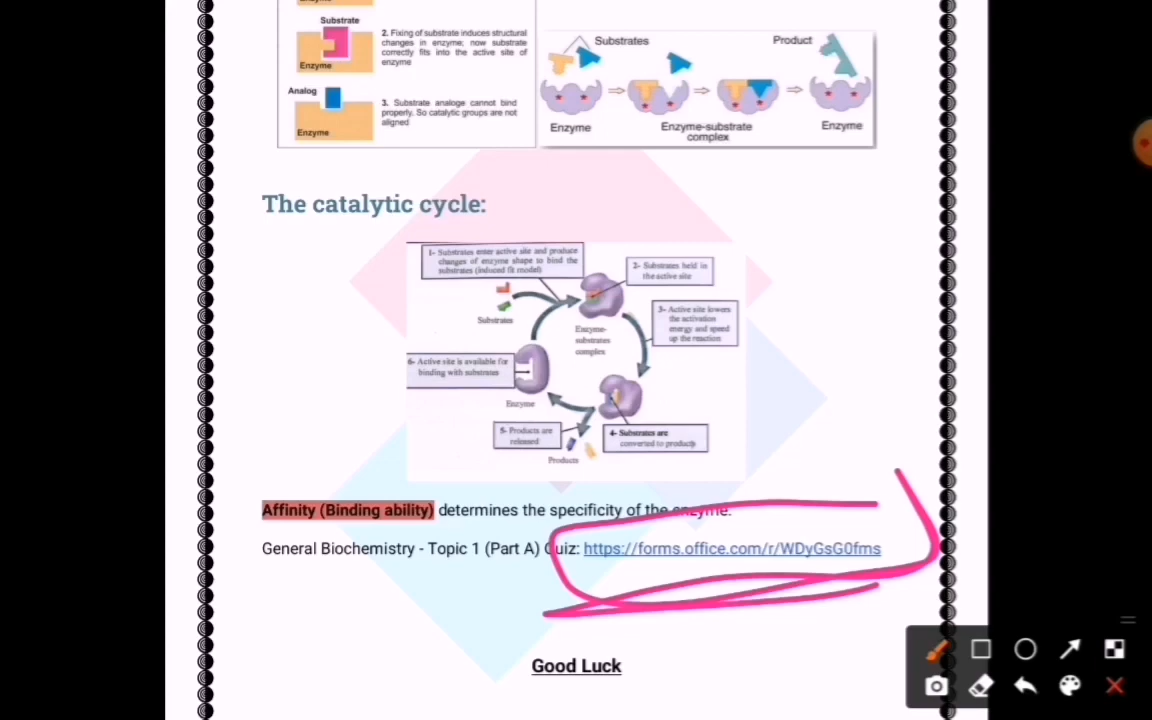 Enzyme
Substrate
Enzyme
2. Fixing of substrate induces structural
changes in enzyme; now substrate
correctly fits into the active site of
enzyme
Analog
Enzyme
3. Substrate analoge cannot bind
properly. So catalytic groups are not
aligned
Substrates
Product
Enzyme
Enzyme-substrate
complex
Enzyme
The catalytic cycle:
1- Substrates enter active site and produce
changes of enzyme shape to bind the
substrates (induced fit model)
2- Substrates held in
the active site
Substrates
3- Active site lowers
the activation
energy and speed
up the reaction
Enzyme-
substrates
complex
6- Active site is available for
binding with substrates
Enzyme
5- Products are
released
4- Substrates are
converted to products
Products
Affinity (Binding ability) determines the specificity of the enzyme.
General Biochemistry - Topic 1 (Part A) Quiz: https://forms.office.com/r/WDyGsG0fms
Good Luck